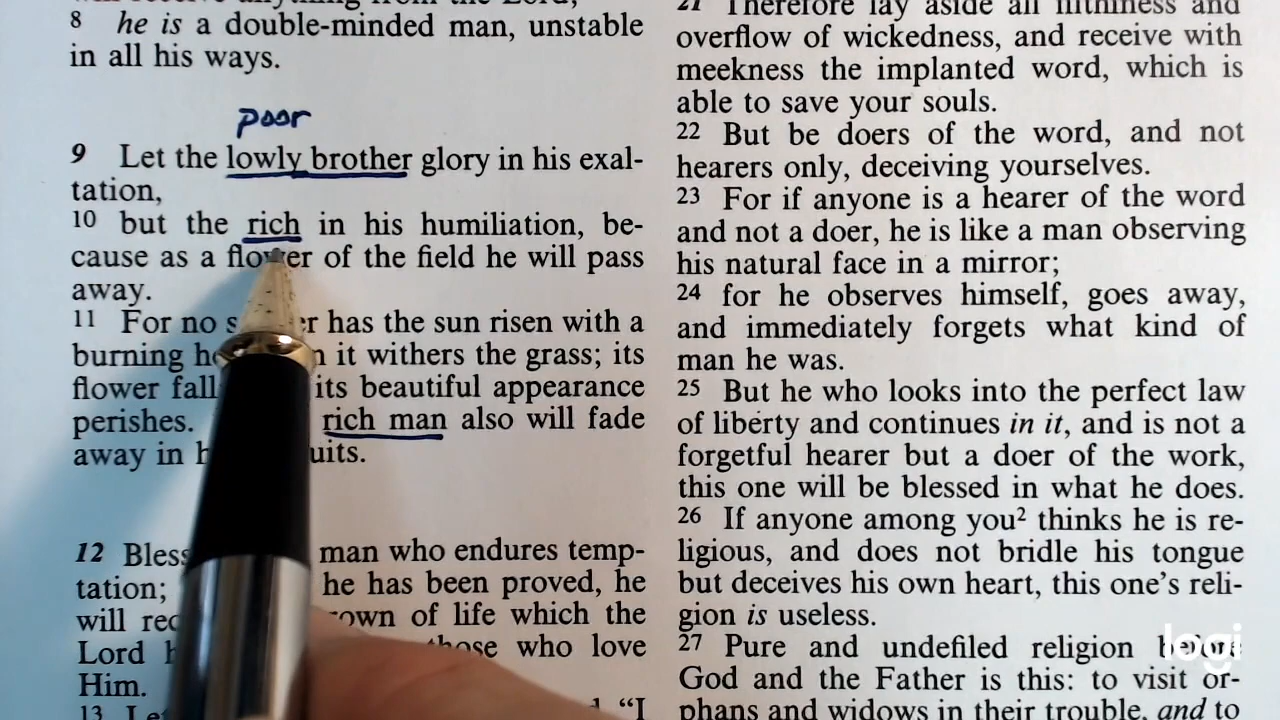 8 he is a double-minded man, unstable
in all his ways.
poor
9 Let the lowly brother glory in his exal-
tation,
10 but the rich in his humiliation, be-
cause as a flower of the field he will pass
away.
11 For no has the sun risen with a
burning it withers the grass; its
flower its beautiful appearance
perishes. rich man also will fade
away in
12 man who endures temp-
tation; he has been proved, he
will of life which the
Lord those who love
Him.
13 "I
21 Therefore lay aside all filthiness and
overflow of wickedness, and receive with
meekness the implanted word, which is
able to save your souls.
22 But be doers of the word, and not
hearers only, deceiving yourselves.
23 For if anyone is a hearer of the word
and not a doer, he is like a man observing
his natural face in a mirror;
24 for he observes himself, goes away,
and immediately forgets what kind of
man he was.
25 But he who looks into the perfect law
of liberty and continues in it, and is not a
forgetful hearer but a doer of the work,
this one will be blessed in what he does.
26 If anyone among you² thinks he is re-
ligious, and does not bridle his tongue
but deceives his own heart, this one's reli-
gion is useless.
27 Pure and undefiled religion before
God and the Father is this: to visit or-
phans and widows in their trouble, and to
logi